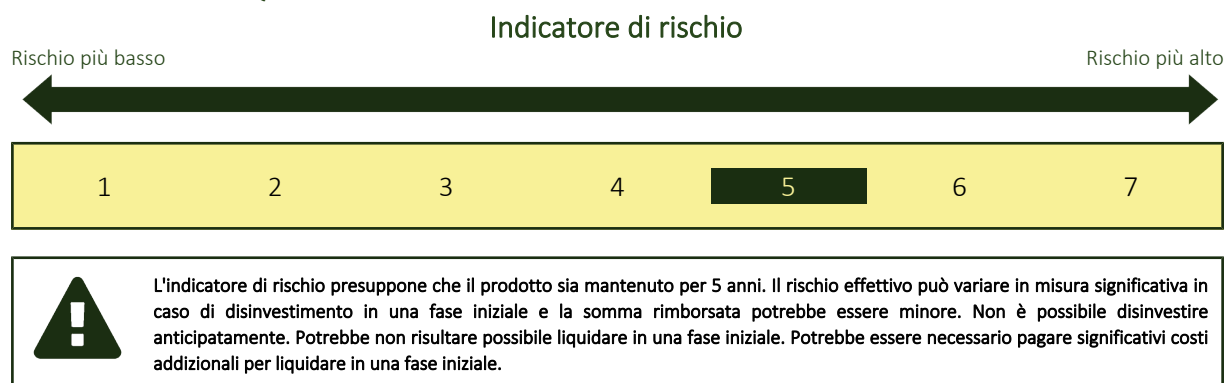 Indicatore di rischio
Rischio più basso
Rischio più alto
1 2 3 4 5 6 7
L'indicatore di rischio presuppone che il prodotto sia mantenuto per 5 anni. Il rischio effettivo può variare in misura significativa in
caso di disinvestimento in una fase iniziale e la somma rimborsata potrebbe essere minore. Non è possibile disinvestire
anticipatamente. Potrebbe non risultare possibile liquidare in una fase iniziale. Potrebbe essere necessario pagare significativi costi
addizionali per liquidare in una fase iniziale.